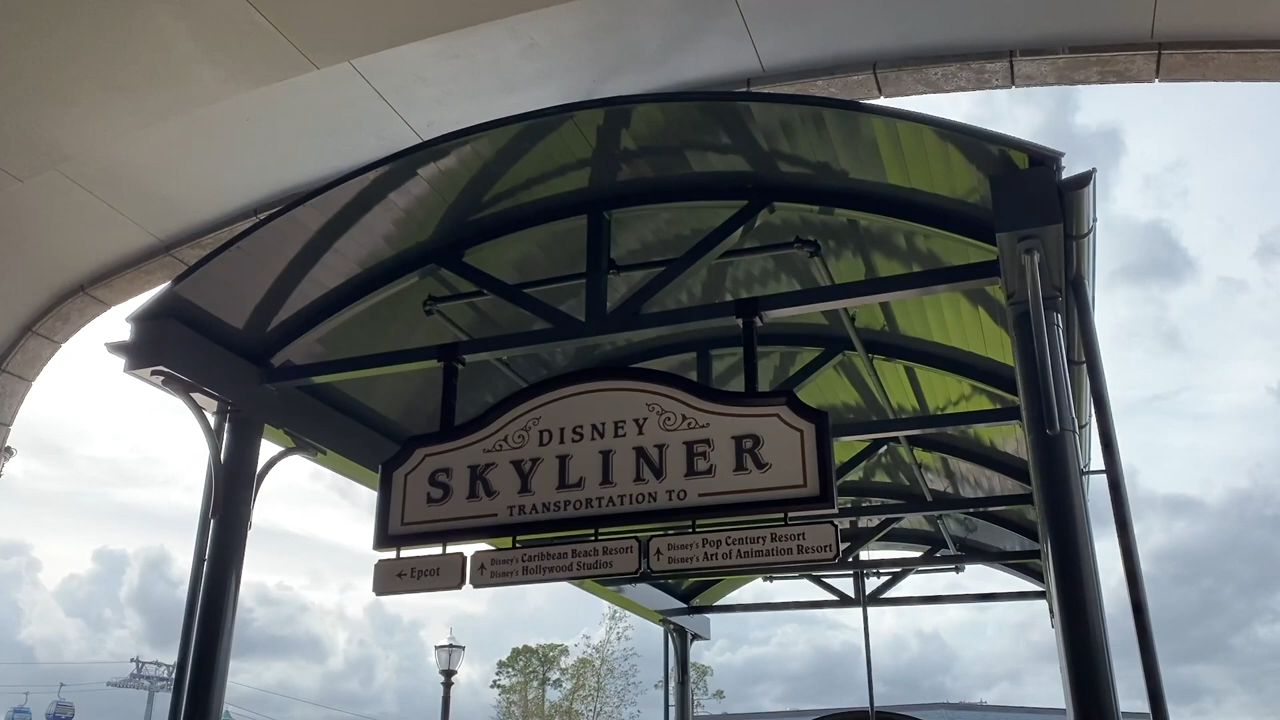 DISNEY
SKYLINER
TRANSPORTATION TO
← Epcot
↑ Disney's Caribbean Beach Resort
Disney's Hollywood Studios
↑ Disney's Pop Century Resort
Disney's Art of Animation Resort